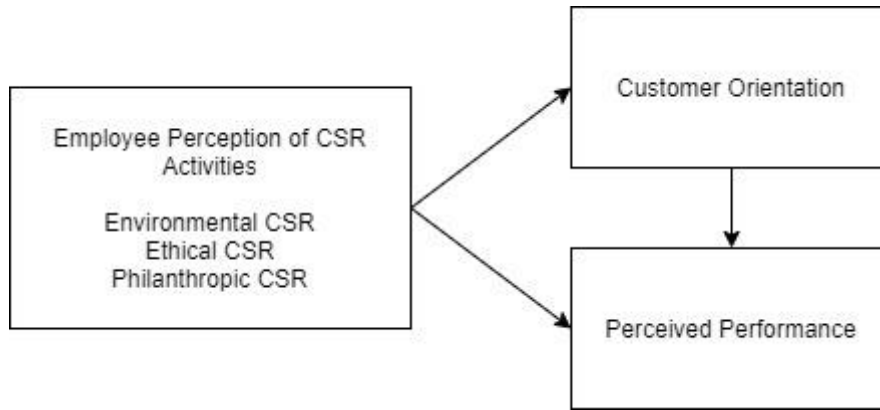 Employee Perception of CSR
Activities
Environmental CSR
Ethical CSR
Philanthropic CSR
Customer Orientation
Perceived Performance